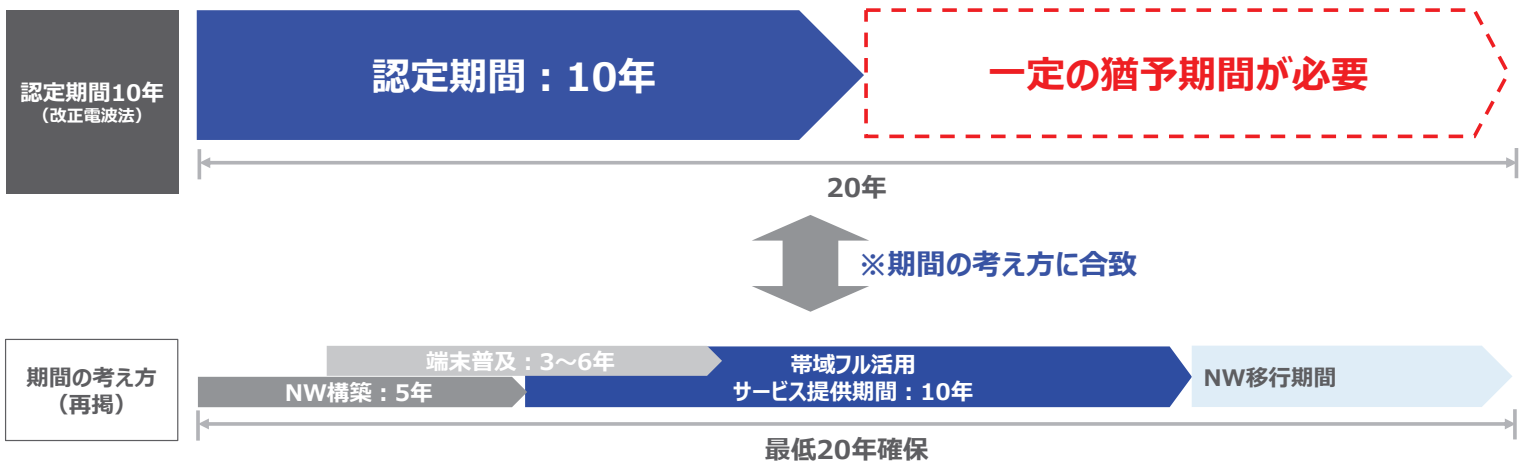 認定期間10年
（改正電波法）
認定期間：10年
一定の猶予期間が必要
20年
※期間の考え方に合致
期間の考え方
（再掲）
端末普及：3～6年
NW構築：5年
帯域フル活用
サービス提供期間：10年
NW移行期間
最低20年確保